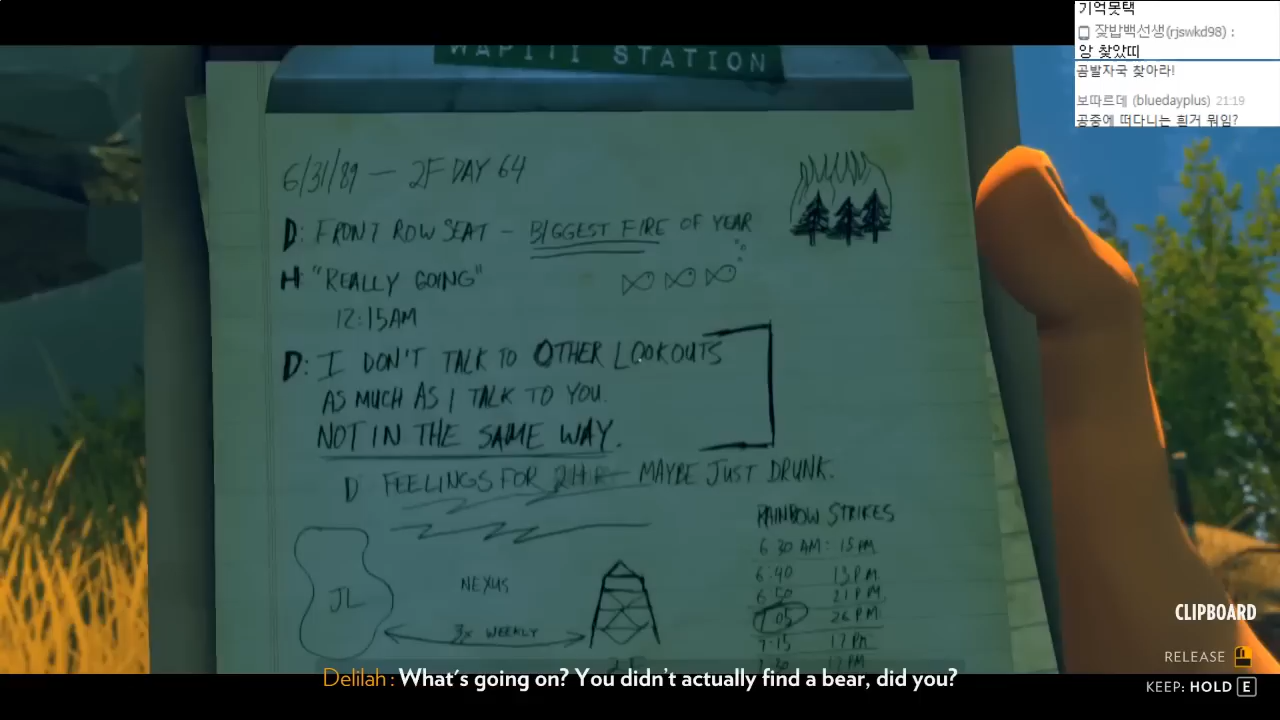 기억못택
잦밥백선생(rjswkd98) :
앙 찾았띠
곰발자국 찾아라!
보따르데 (bluedayplus) 21:19
공중에 떠다니는 흰거 뭐임?
WAPITI STATION
6/31/89 — 2F DAY 64
D: FRONT ROW SEAT – BIGGEST FIRE OF YEAR
H: "REALLY GOING"
12:15AM
D: I DON'T TALK TO OTHER LOOKOUTS
AS MUCH AS I TALK TO YOU.
NOT IN THE SAME WAY.
D FEELINGS FOR MAYBE JUST DRUNK.
RAINBOW STRIKES
6 30 AM: 15 PM
6:40 13 PM
6:50 21 PM
7:05 26 PM
7:15 17 PM
17 PM
JL
NEXUS
3x WEEKLY
2F
CLIPBOARD
RELEASE
KEEP: HOLD E
Delilah : What's going on? You didn't actually find a bear, did you?